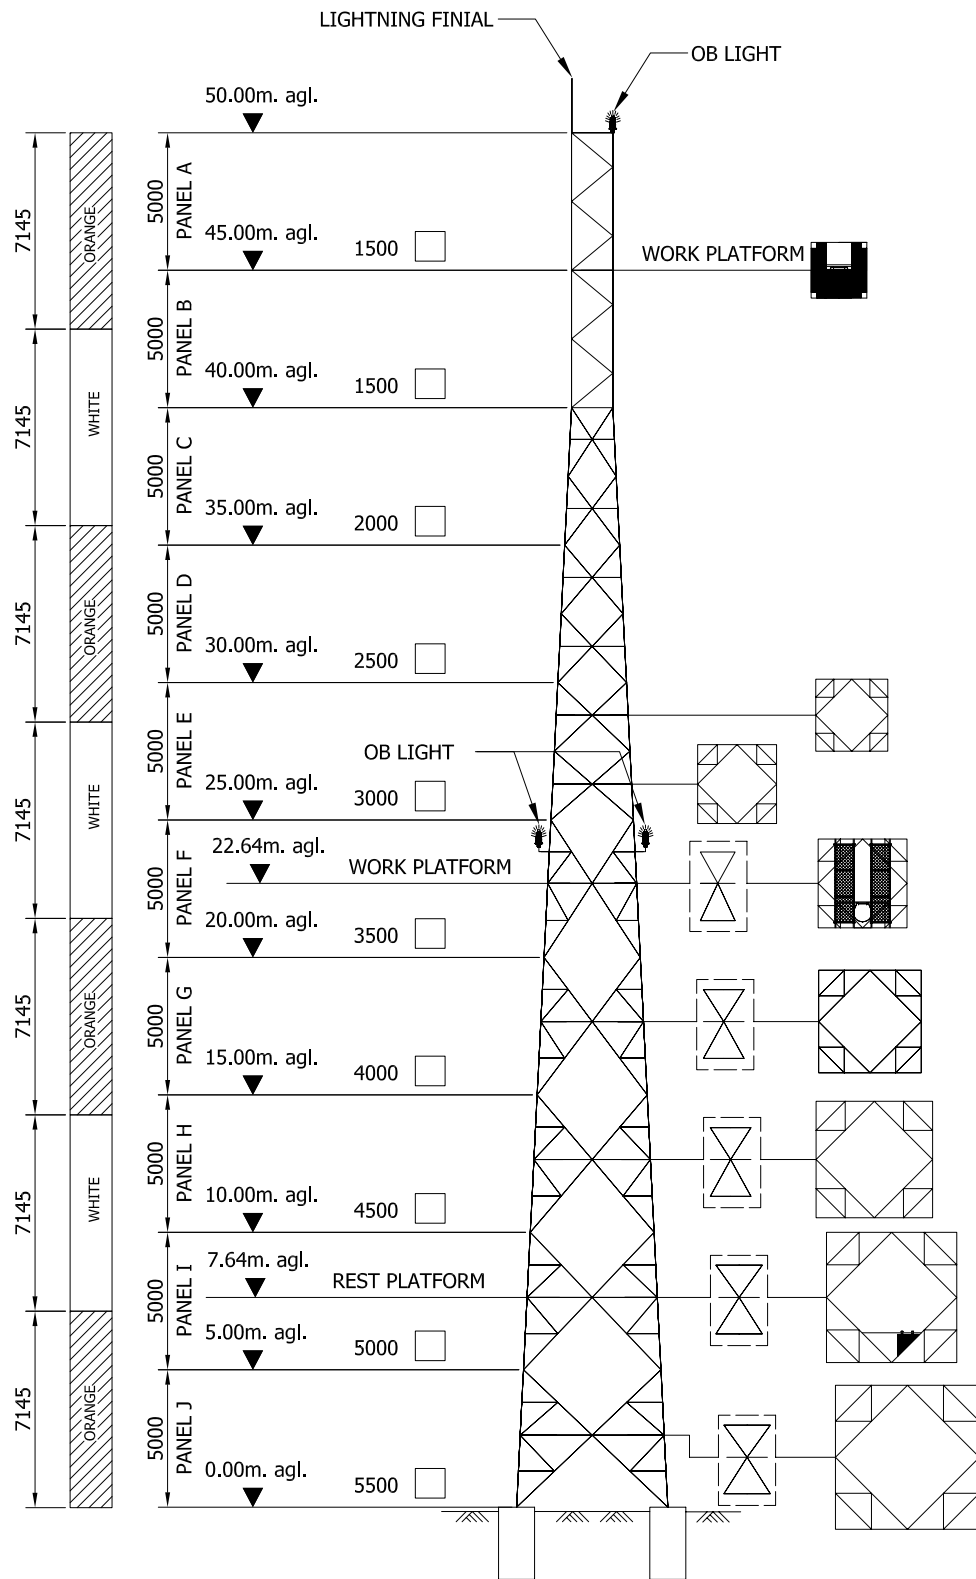 LIGHTNING FINIAL
OB LIGHT
50.00m. agl.
7145
ORANGE
5000
PANEL A
45.00m. agl.
1500
WORK PLATFORM
5000
PANEL B
7145
WHITE
40.00m. agl.
1500
5000
PANEL C
35.00m. agl.
2000
7145
ORANGE
5000
PANEL D
30.00m. agl.
2500
5000
PANEL E
OB LIGHT
7145
WHITE
25.00m. agl.
3000
22.64m. agl.
WORK PLATFORM
5000
PANEL F
20.00m. agl.
3500
7145
ORANGE
5000
PANEL G
15.00m. agl.
4000
5000
PANEL H
7145
WHITE
10.00m. agl.
4500
7.64m. agl.
REST PLATFORM
5000
PANEL I
5.00m. agl.
5000
7145
ORANGE
5000
PANEL J
0.00m. agl.
5500